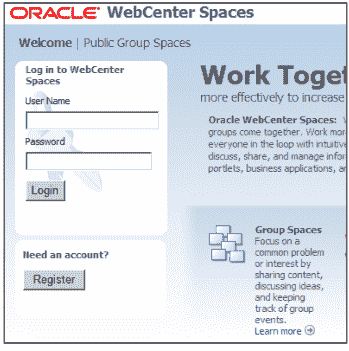 ORACLE® WebCenter Spaces
Welcome | Public Group Spaces
Log in to WebCenter
Spaces
User Name
Password
Login
Need an account?
Register
Work Toget
more effectively to increase
Oracle WebCenter Spaces:
groups come together. Work mor
everyone in the loop with intuitiv
discuss, share, and manage infor
portlets, business applications, a
Group Spaces
Focus on a
common problem
or interest by
sharing content,
discussing ideas,
and keeping
track of group
events.
Learn more